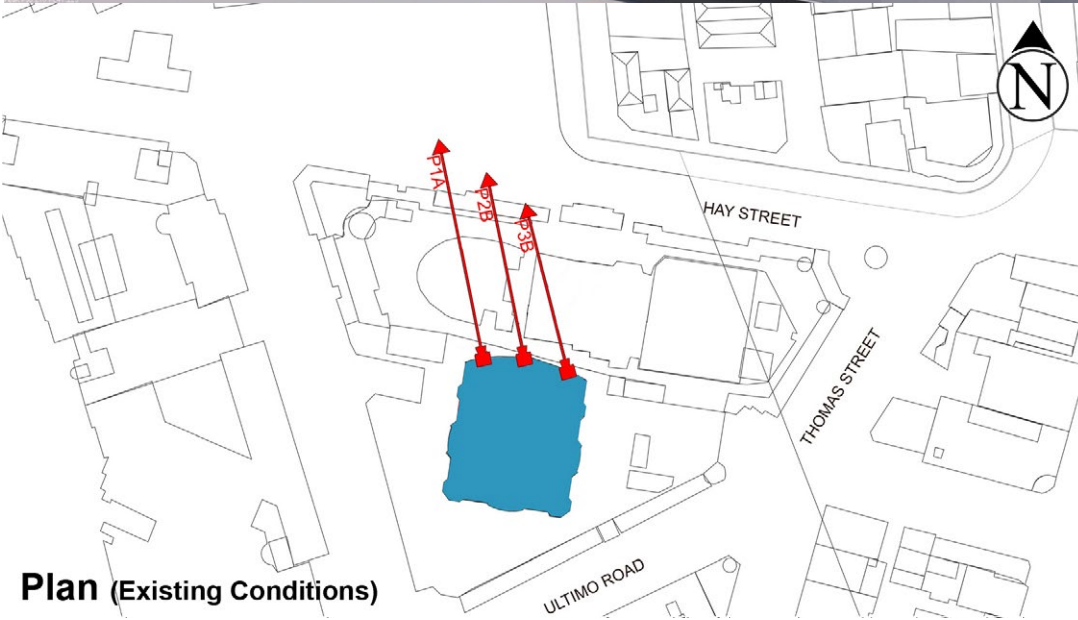 N
P1A
P2B
P3B
HAY STREET
THOMAS STREET
ULTIMO ROAD
Plan (Existing Conditions)